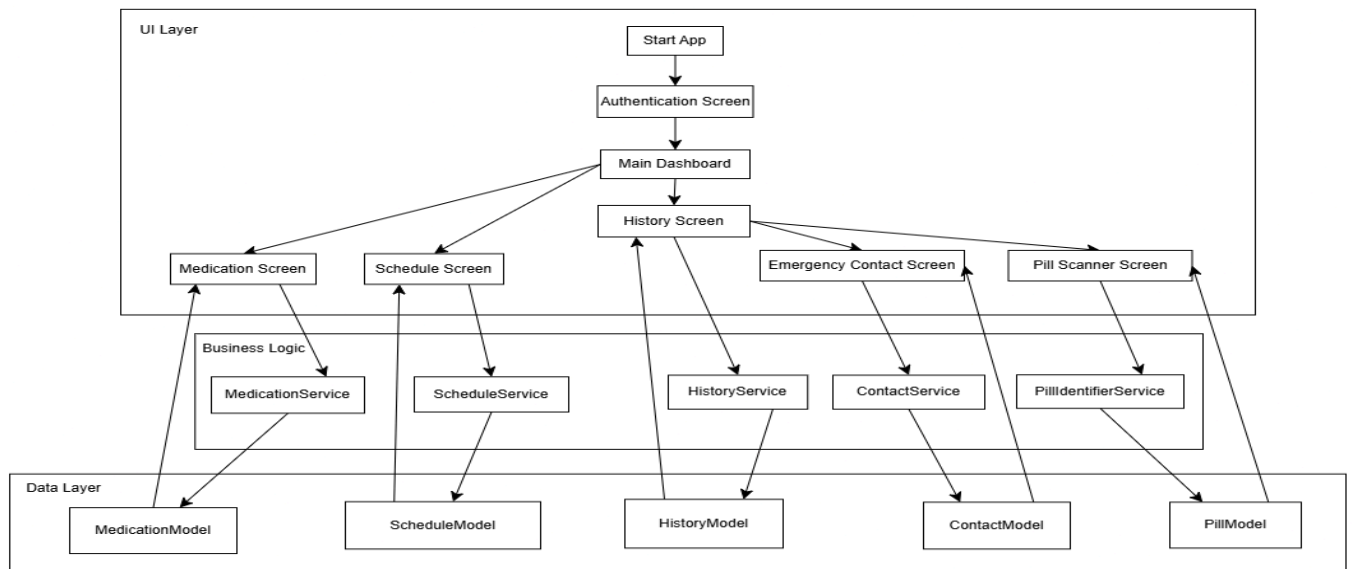 UI Layer
Start App
Authentication Screen
Main Dashboard
History Screen
Medication Screen
Schedule Screen
Emergency Contact Screen
Pill Scanner Screen
Business Logic
MedicationService
ScheduleService
HistoryService
ContactService
PillIdentifierService
Data Layer
MedicationModel
ScheduleModel
HistoryModel
ContactModel
PillModel